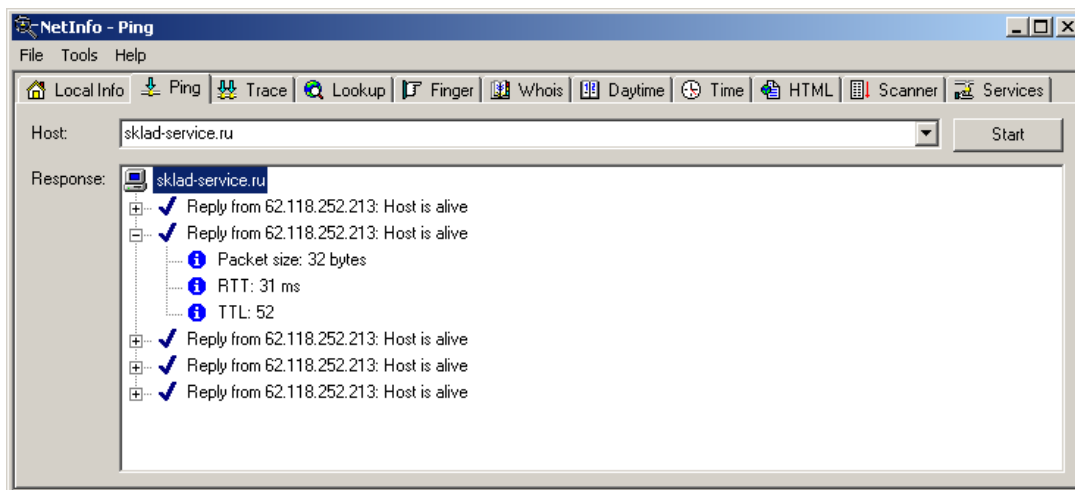 NetInfo - Ping
File Tools Help
Local Info Ping Trace Lookup Finger Whois Daytime Time HTML Scanner Services
Host: sklad-service.ru Start
Response: sklad-service.ru
Reply from 62.118.252.213: Host is alive
Reply from 62.118.252.213: Host is alive
Packet size: 32 bytes
RTT: 31 ms
TTL: 52
Reply from 62.118.252.213: Host is alive
Reply from 62.118.252.213: Host is alive
Reply from 62.118.252.213: Host is alive